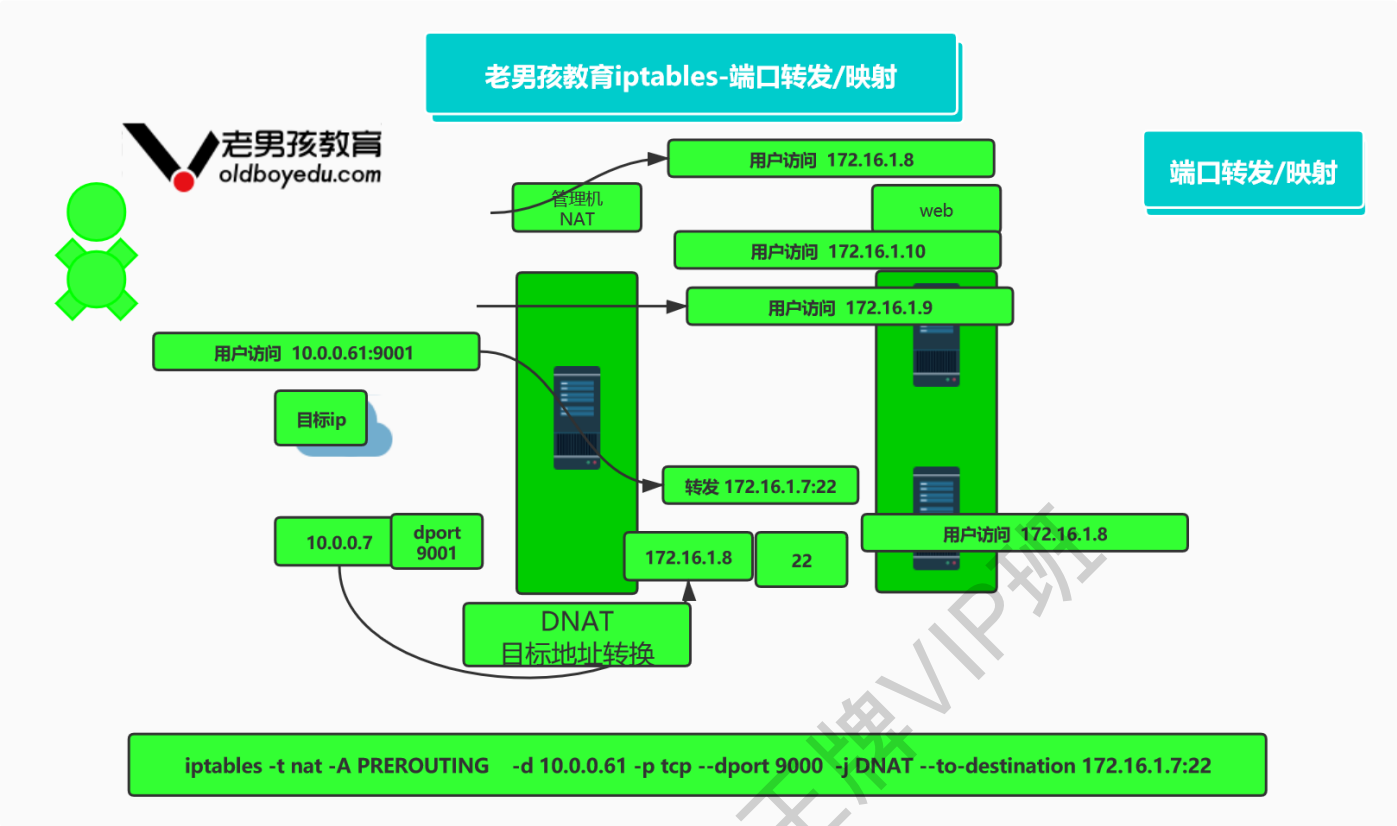 老男孩教育iptables-端口转发/映射
老男孩教育
oldboyedu.com
端口转发/映射
用户访问 172.16.1.8
管理机
NAT
web
用户访问 172.16.1.10
用户访问 172.16.1.9
用户访问 10.0.0.61:9001
目标ip
转发 172.16.1.7:22
10.0.0.7
dport
9001
172.16.1.8
22
用户访问 172.16.1.8
DNAT
目标地址转换
iptables -t nat -A PREROUTING -d 10.0.0.61 -p tcp --dport 9000 -j DNAT --to-destination 172.16.1.7:22
王牌VIP班